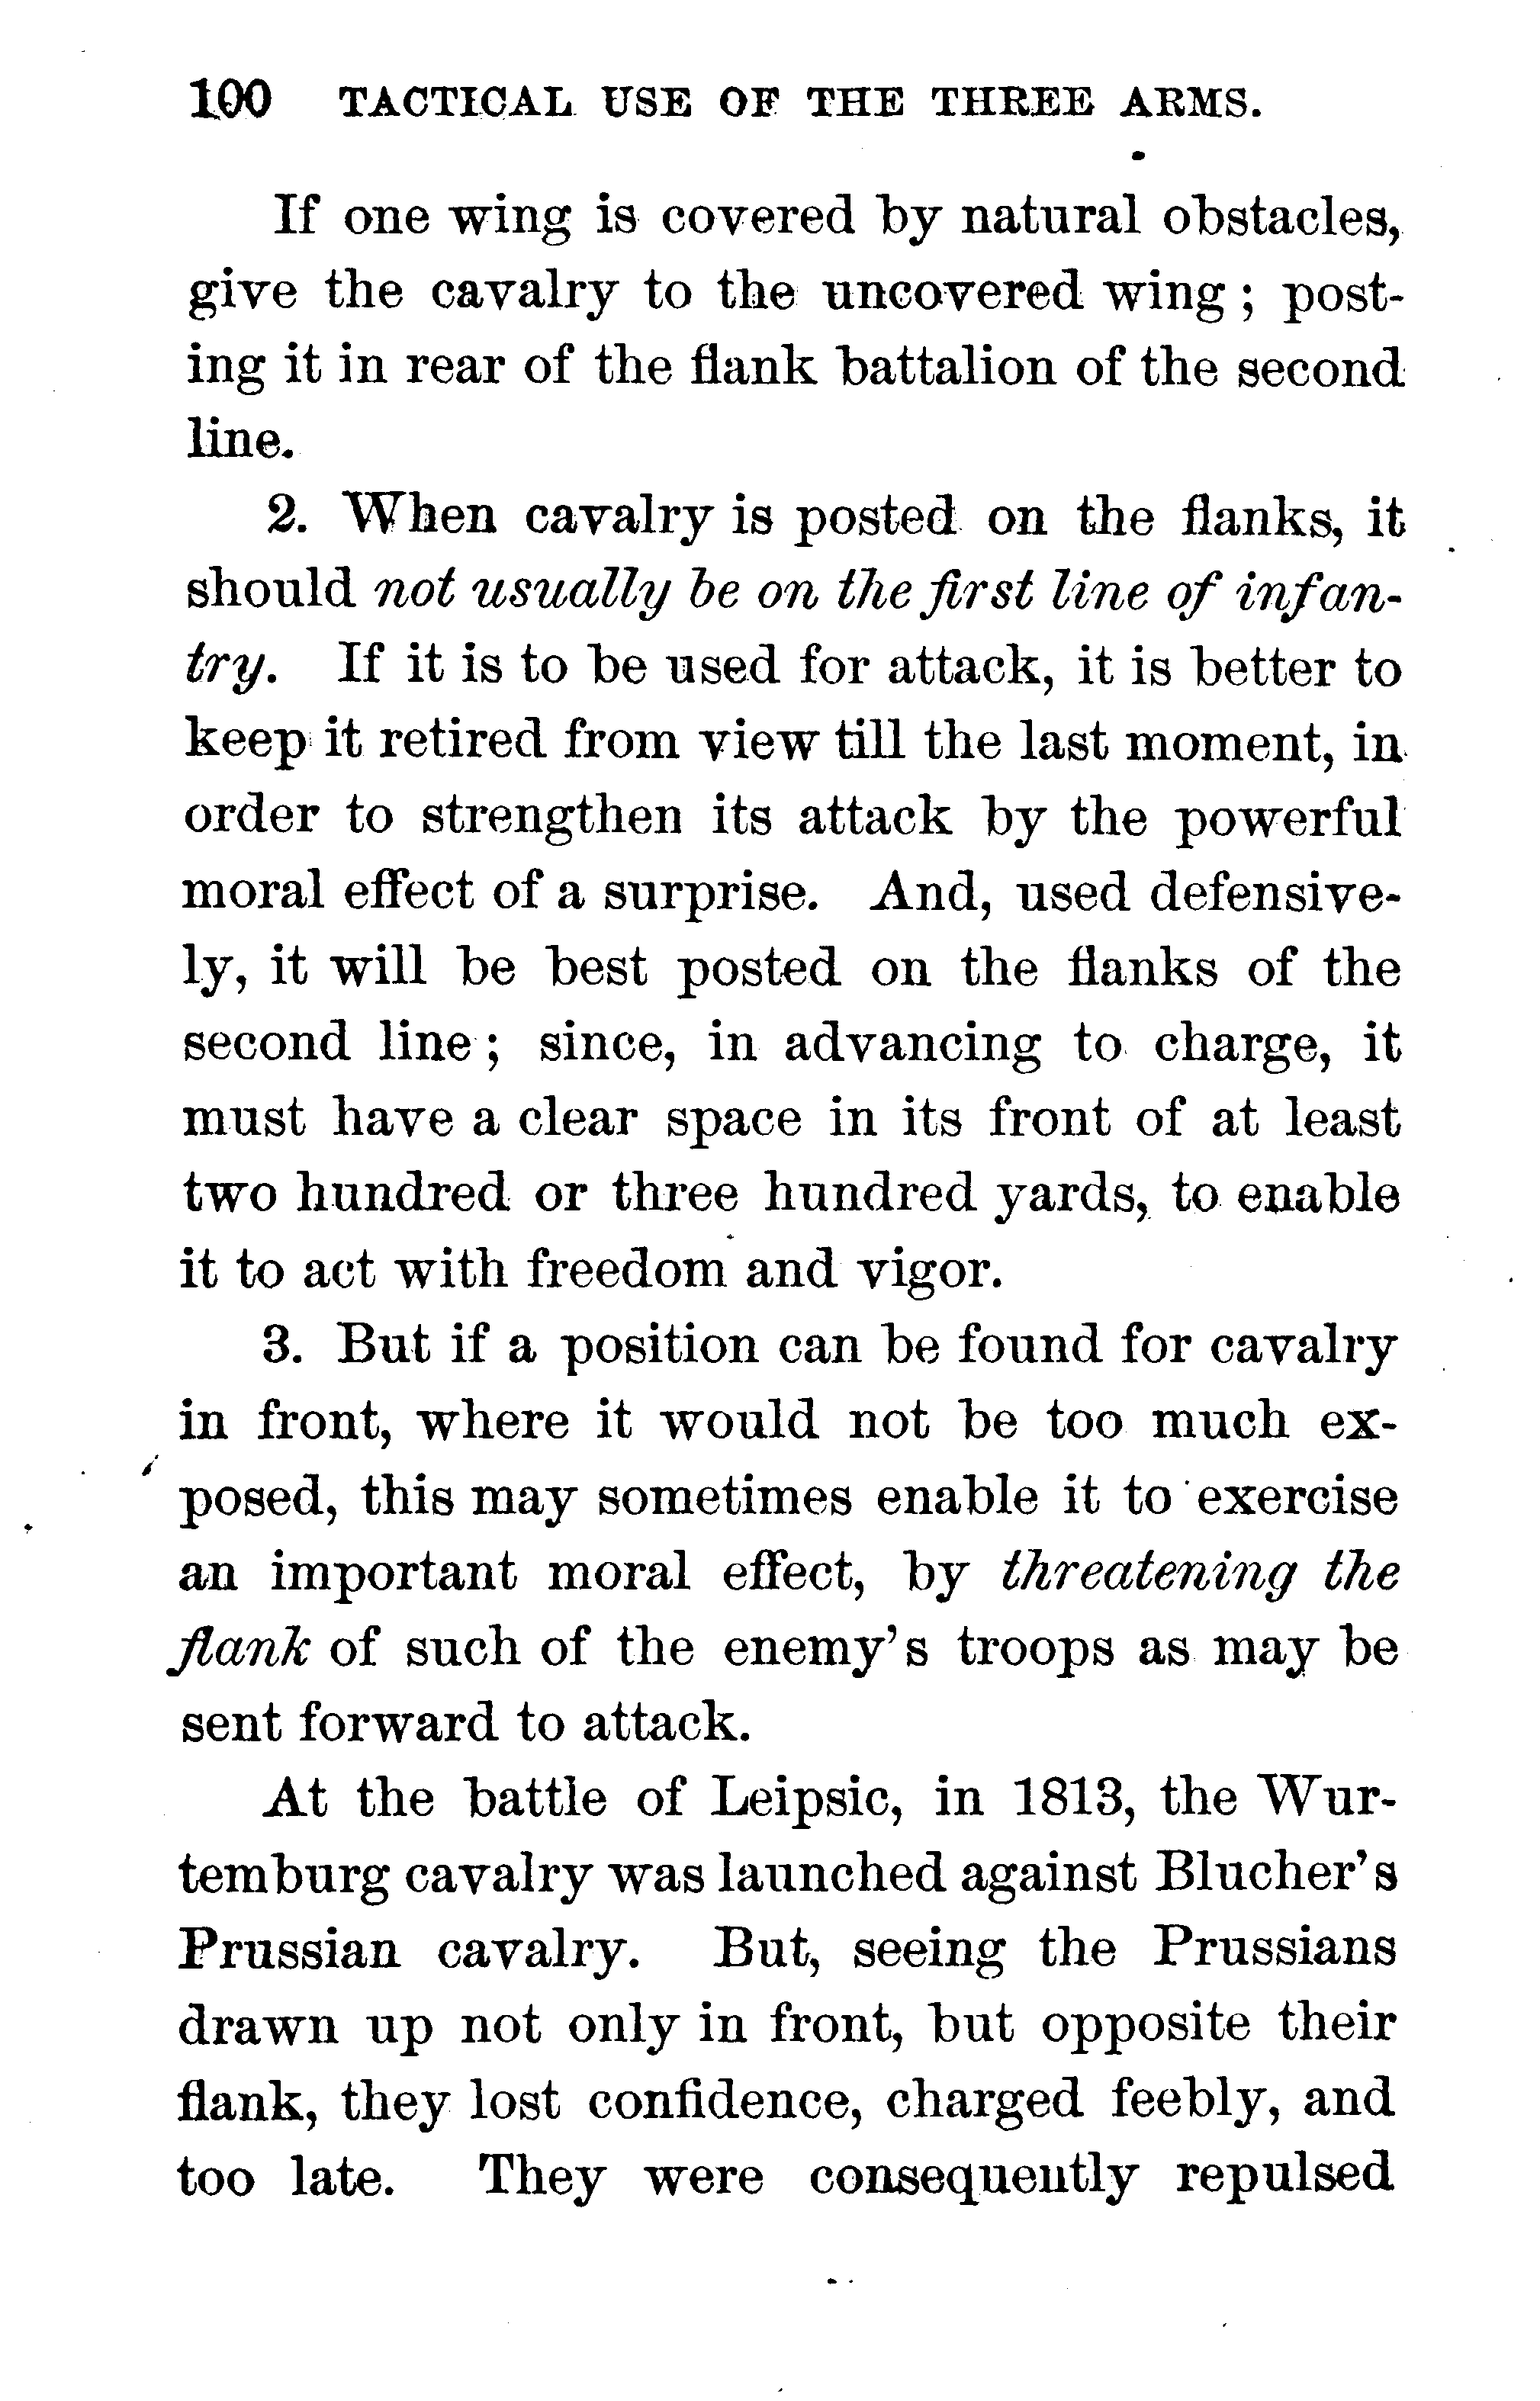 100 TACTICAL USE OF THE THREE ARMS.
If one wing is covered by natural obstacles,
give the cavalry to the uncovered wing; post-
ing it in rear of the flank battalion of the second
line.
2. When cavalry is posted on the flanks, it
should not usually be on the first line of infan-
try. If it is to be used for attack, it is better to
keep it retired from view till the last moment, in
order to strengthen its attack by the powerful
moral effect of a surprise. And, used defensive-
ly, it will be best posted on the flanks of the
second line; since, in advancing to charge, it
must have a clear space in its front of at least
two hundred or three hundred yards, to enable
it to act with freedom and vigor.
3. But if a position can be found for cavalry
in front, where it would not be too much ex-
posed, this may sometimes enable it to exercise
an important moral effect, by threatening the
flank of such of the enemy's troops as may be
sent forward to attack.
At the battle of Leipsic, in 1813, the Wur-
temburg cavalry was launched against Blucher's
Prussian cavalry. But, seeing the Prussians
drawn up not only in front, but opposite their
flank, they lost confidence, charged feebly, and
too late. They were consequently repulsed